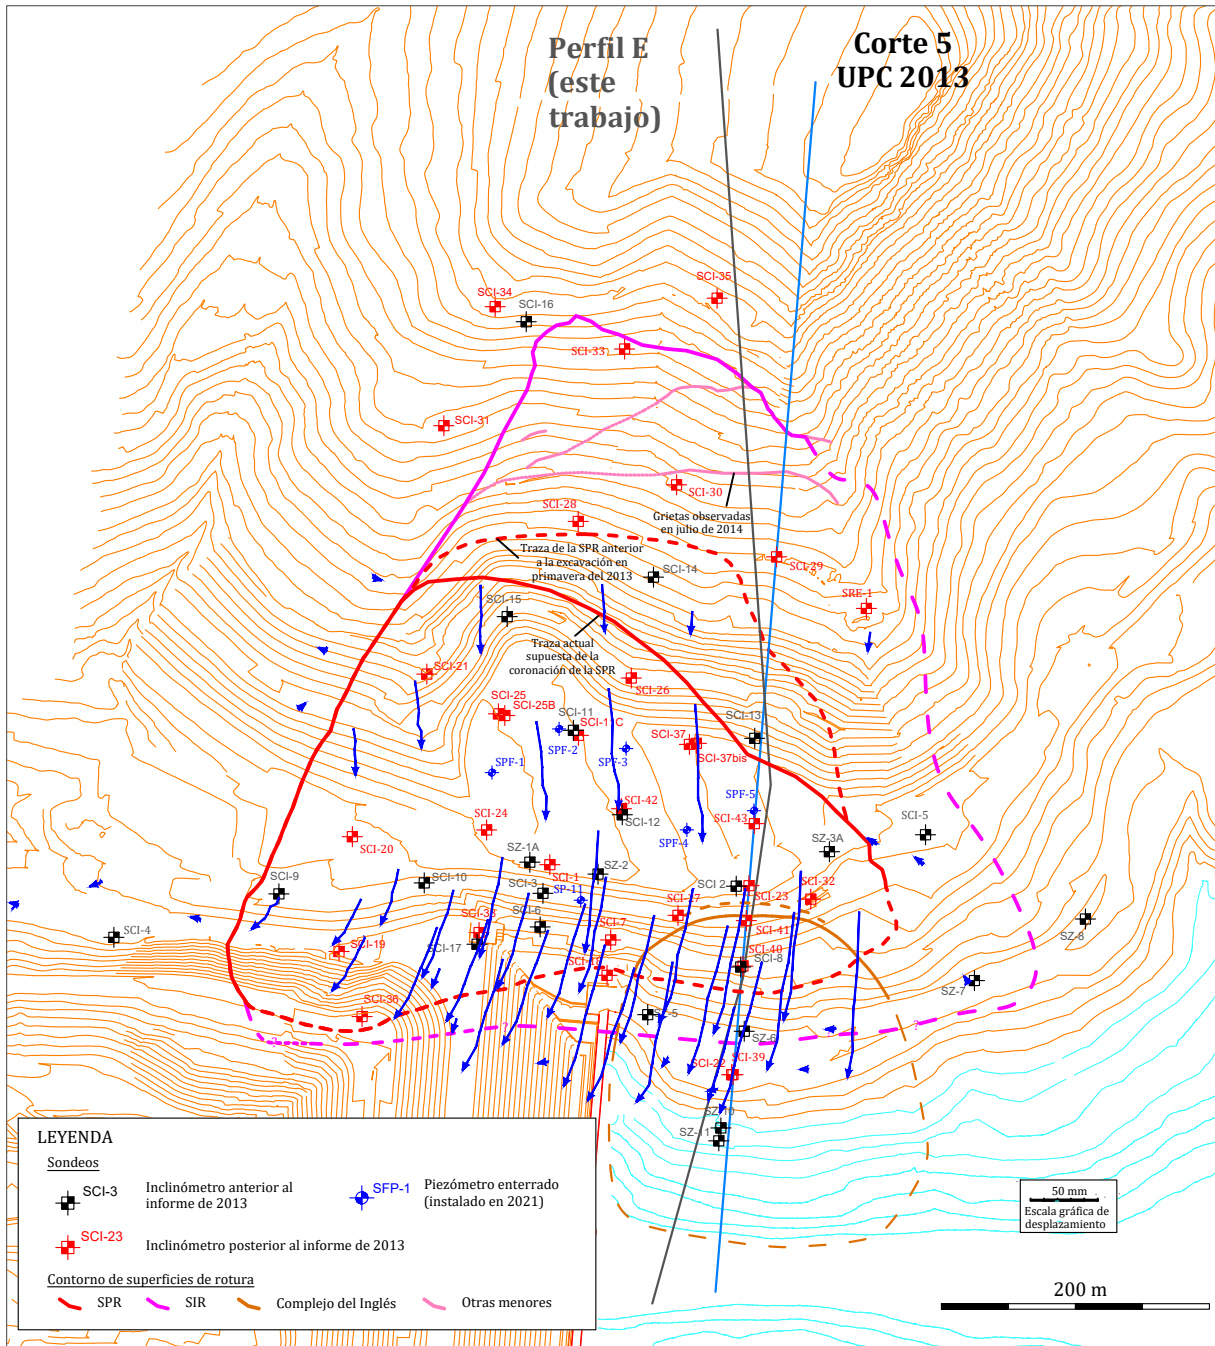 Perfil E
(este
trabajo)
Corte 5
UPC 2013
SCI-35
SCI-34
SCI-16
SCI-33
SCI-31
SCI-30
Grietas observadas
en julio de 2014
SCI-28
Traza de la SPR anterior
a la excavación en
primavera del 2013
SCI-14
SCI-29
SRE-1
SCI-15
Traza actual
supuesta de la
coronación de la SPR
SCI-21
SCI-26
SCI-25
SCI-25B
SCI-11
SCI-11C
SCI-13
SCI-37
SCI-37bis
SPF-2
SPF-3
SPF-1
SCI-42
SCI-12
SPF-5
SCI-43
SPF-4
SCI-24
SCI-20
SCI-5
SZ-3A
SZ-1A
SZ-2
SCI-1
SCI-9
SCI-10
SCI-3
SP-11
SCI 2
SCI-23
SCI-32
SCI-27
SCI-6
SCI-7
SCI-41
SCI-38
SCI-17
SCI-4
SCI-19
SCI-40
SCI-8
SCI-18
SZ-8
SZ-7
SCI-36
SZ-5
SZ-6
?
?
?
SCI-22
SCI-39
SZ-10
SZ-11
LEYENDA
Sondeos
SCI-3
Inclinómetro anterior al
informe de 2013
SFP-1
Piezómetro enterrado
(instalado en 2021)
SCI-23
Inclinómetro posterior al informe de 2013
Contorno de superficies de rotura
SPR
SIR
Complejo del Inglés
Otras menores
50 mm
Escala gráfica de
desplazamiento
200 m